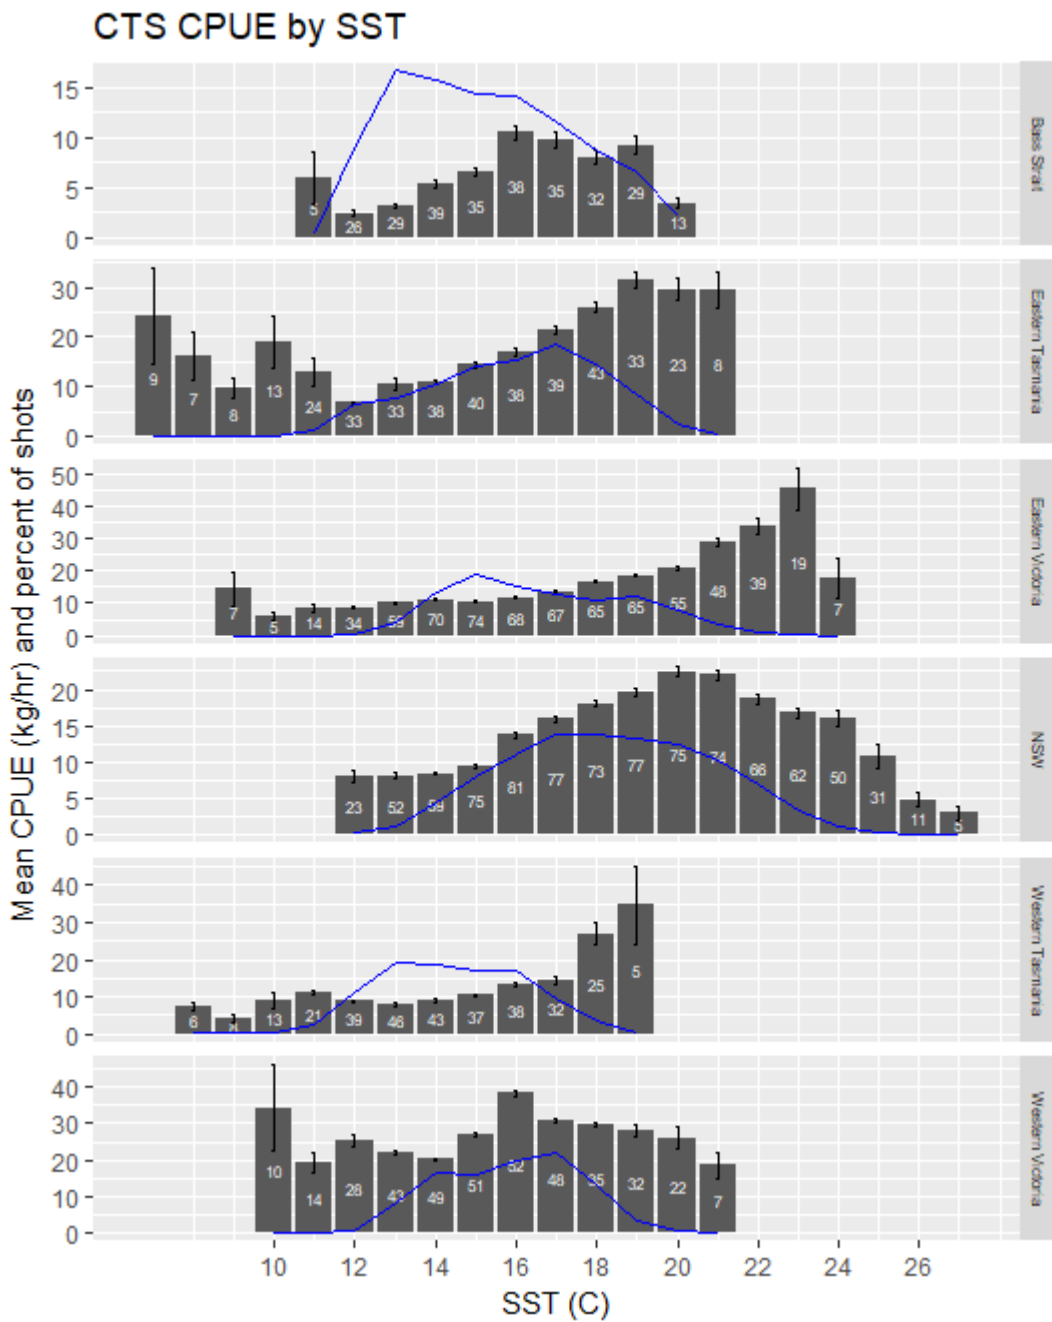 CTS CPUE by SST
Mean CPUE (kg/hr) and percent of shots
15
10
5
0
5 26 29 39 35 38 35 32 29 13
Bass Strait
30
20
10
0
9 7 8 13 24 33 33 38 40 38 39 43 33 23 8
Eastern Tasmania
50
40
30
20
10
0
7 5 14 34 59 70 74 68 67 65 65 55 48 39 19 7
Eastern Victoria
20
15
10
5
0
23 52 59 75 81 77 73 77 75 74 66 62 50 31 11 5
NSW
40
30
20
10
0
6 13 21 39 46 43 37 38 32 25 5
Western Tasmania
40
30
20
10
0
10 14 28 43 49 51 52 48 35 32 22 7
Western Victoria
10 12 14 16 18 20 22 24 26
SST (C)